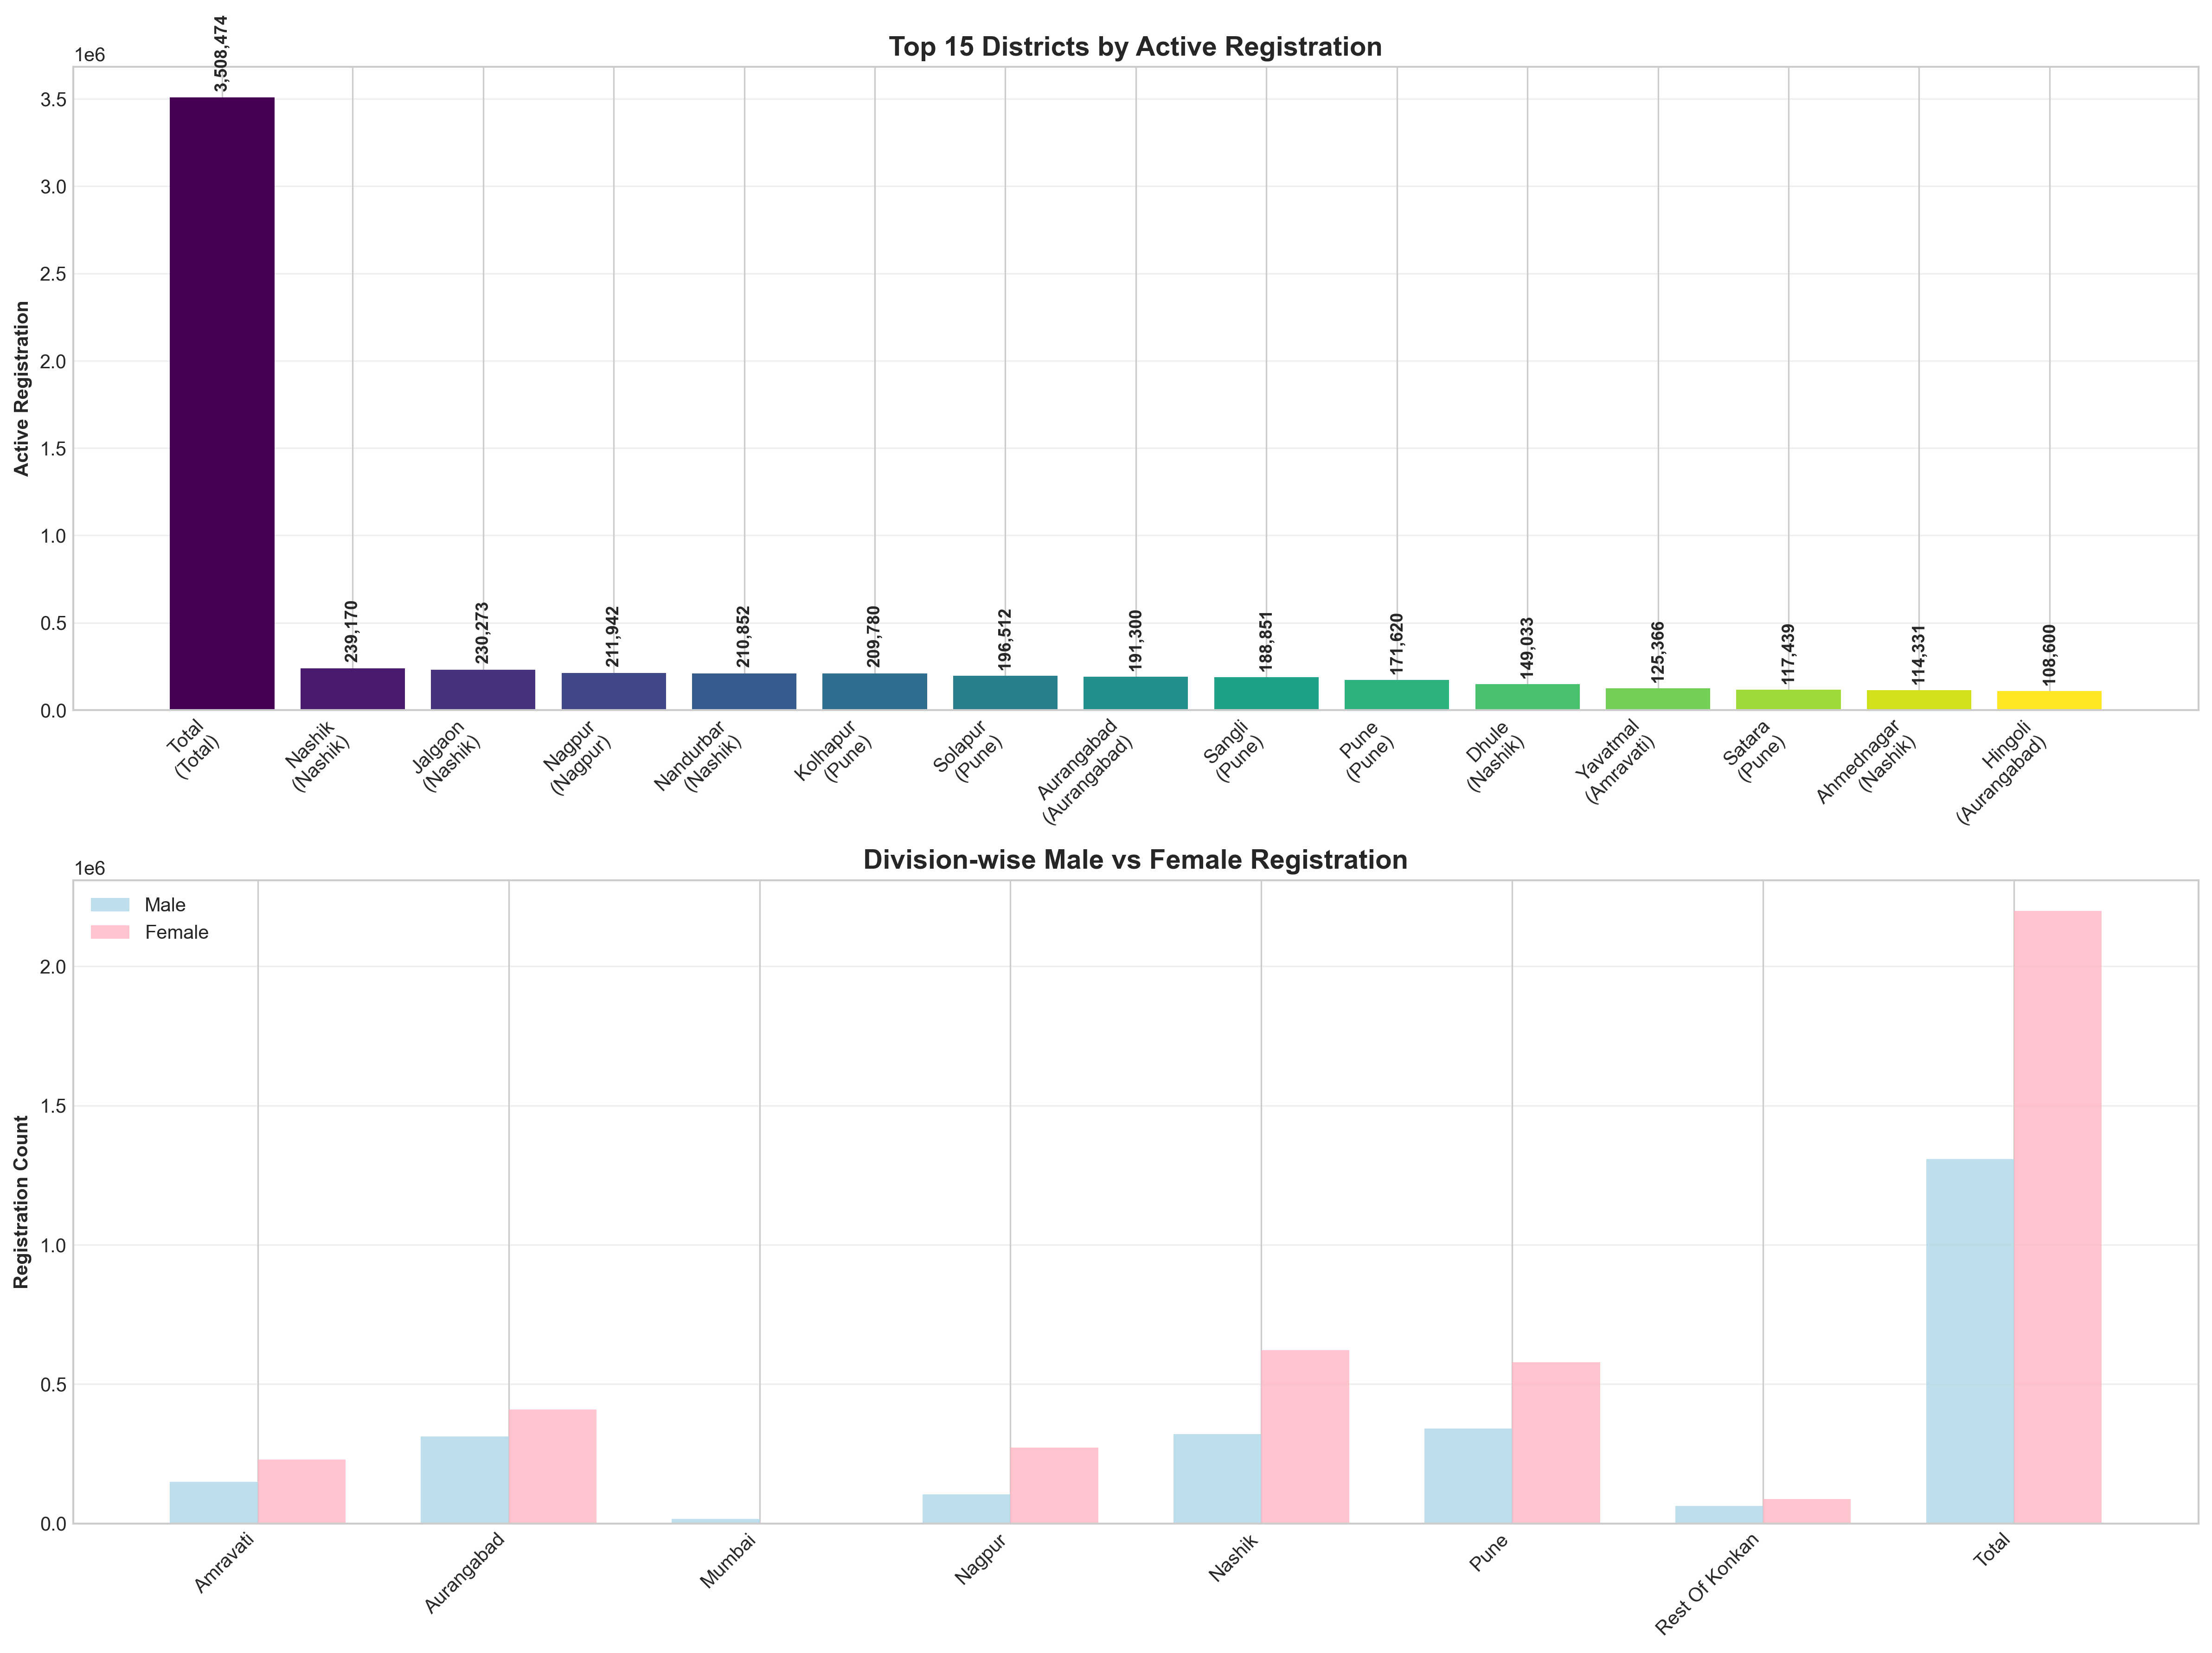 Top 15 Districts by Active Registration
1e6
3,508,474
3.5
3.0
2.5
2.0
1.5
1.0
0.5
0.0
Active Registration
239,170
230,273
211,942
210,852
209,780
196,512
191,300
188,851
171,620
149,033
125,366
117,439
114,331
108,600
Total
(Total)
Nashik
(Nashik)
Jalgaon
(Nashik)
Nagpur
(Nagpur)
Nandurbar
(Nashik)
Kolhapur
(Pune)
Solapur
(Pune)
Aurangabad
(Aurangabad)
Sangli
(Pune)
Pune
(Pune)
Dhule
(Nashik)
Yavatmal
(Amravati)
Satara
(Pune)
Ahmednagar
(Nashik)
Hingoli
(Aurangabad)
Division-wise Male vs Female Registration
1e6
Male
Female
2.0
1.5
1.0
0.5
0.0
Registration Count
Amravati
Aurangabad
Mumbai
Nagpur
Nashik
Pune
Rest Of Konkan
Total